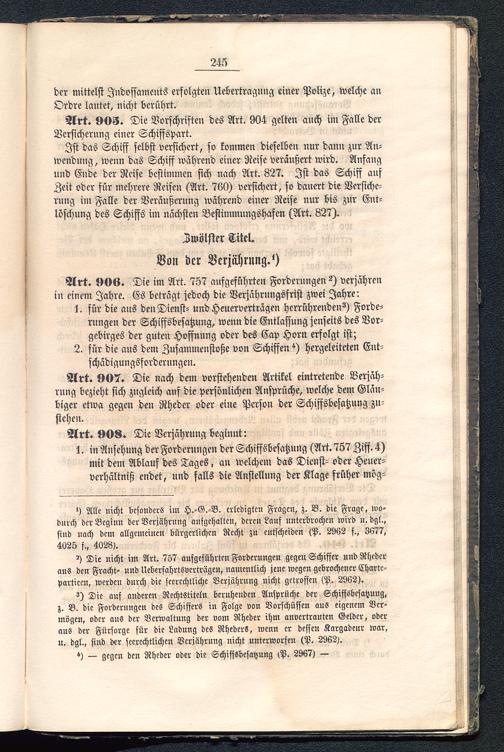 245
der mittelst Indossaments erfolgten Uebertragung einer Polize, welche an
Ordre lautet, nicht berührt.
Art. 905. Die Vorschriften des Art. 904 gelten auch im Falle der
Versicherung einer Schiffspart.
Ist das Schiff selbst versichert, so kommen dieselben nur dann zur An-
wendung, wenn das Schiff während einer Reise veräußert wird. Anfang
und Ende der Reise bestimmen sich nach Art. 827. Ist das Schiff auf
Zeit oder für mehrere Reisen (Art. 760) versichert, so dauert die Versiche-
rung im Falle der Veräußerung während einer Reise nur bis zur Ent-
löschung des Schiffs im nächsten Bestimmungshafen (Art. 827).
Zwölfter Titel.
Von der Verjährung.¹)
Art. 906. Die im Art. 757 aufgeführten Forderungen ²) verjähren
in einem Jahre. Es beträgt jedoch die Verjährungsfrist zwei Jahre:
1. für die aus den Dienst- und Heuerverträgen herrührenden³) Forde-
rungen der Schiffsbesatzung, wenn die Entlassung jenseits des Vor-
gebirges der guten Hoffnung oder des Cap Horn erfolgt ist;
2. für die aus dem Zusammenstoße von Schiffen ⁴) hergeleiteten Ent-
schädigungsforderungen.
Art. 907. Die nach dem vorstehenden Artikel eintretende Verjäh-
rung bezieht sich zugleich auf die persönlichen Ansprüche, welche dem Gläu-
biger etwa gegen den Rheder oder eine Person der Schiffsbesatzung zu-
stehen.
Art. 908. Die Verjährung beginnt:
1. in Ansehung der Forderungen der Schiffsbesatzung (Art. 757 Ziff. 4)
mit dem Ablauf des Tages, an welchem das Dienst- oder Heuer-
verhältniß endet, und falls die Anstellung der Klage früher mög-
¹) Alle nicht besonders im H.-G.-B. erledigten Fragen, z. B. die Frage, wo-
durch der Beginn der Verjährung aufgehalten, deren Lauf unterbrochen wird u. dgl.,
sind nach dem allgemeinen bürgerlichen Recht zu entscheiden (P. 2962 f., 3677,
4025 f., 4028).
²) Die nicht im Art. 757 aufgeführten Forderungen gegen Schiffer und Rheder
aus den Fracht- und Ueberfahrtsverträgen, namentlich jene wegen gebrochener Charte-
partieen, werden durch die seerechtliche Verjährung nicht getroffen (P. 2962).
³) Die auf anderen Rechtstiteln beruhenden Ansprüche der Schiffsbesatzung,
z. B. die Forderungen des Schiffers in Folge von Vorschüssen aus eigenem Ver-
mögen, oder aus der Verwaltung der vom Rheder ihm anvertrauten Gelder, oder
aus der Fürsorge für die Ladung des Rheders, wenn er dessen Kargadeur war,
u. dgl., sind der seerechtlichen Verjährung nicht unterworfen (P. 2962).
⁴) — gegen den Rheder oder die Schiffsbesatzung (P. 2967) —